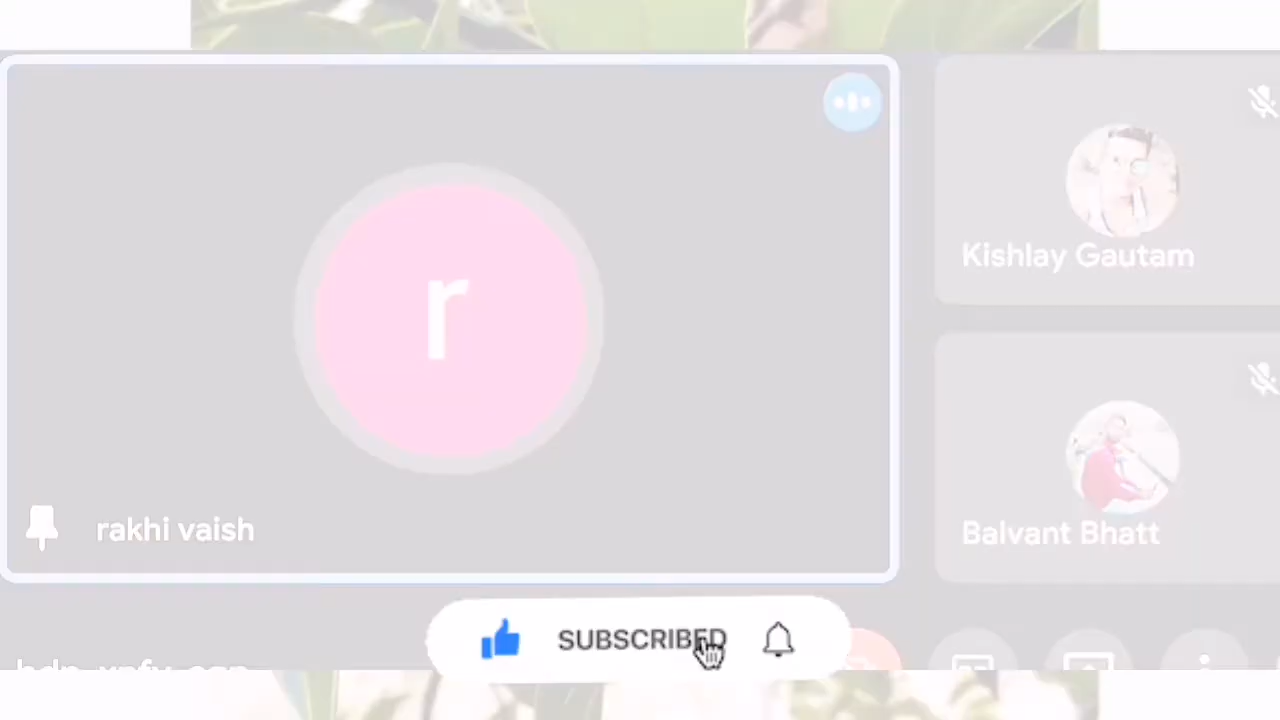 r
Kishlay Gautam
rakhi vaish
Balvant Bhatt
SUBSCRIBED